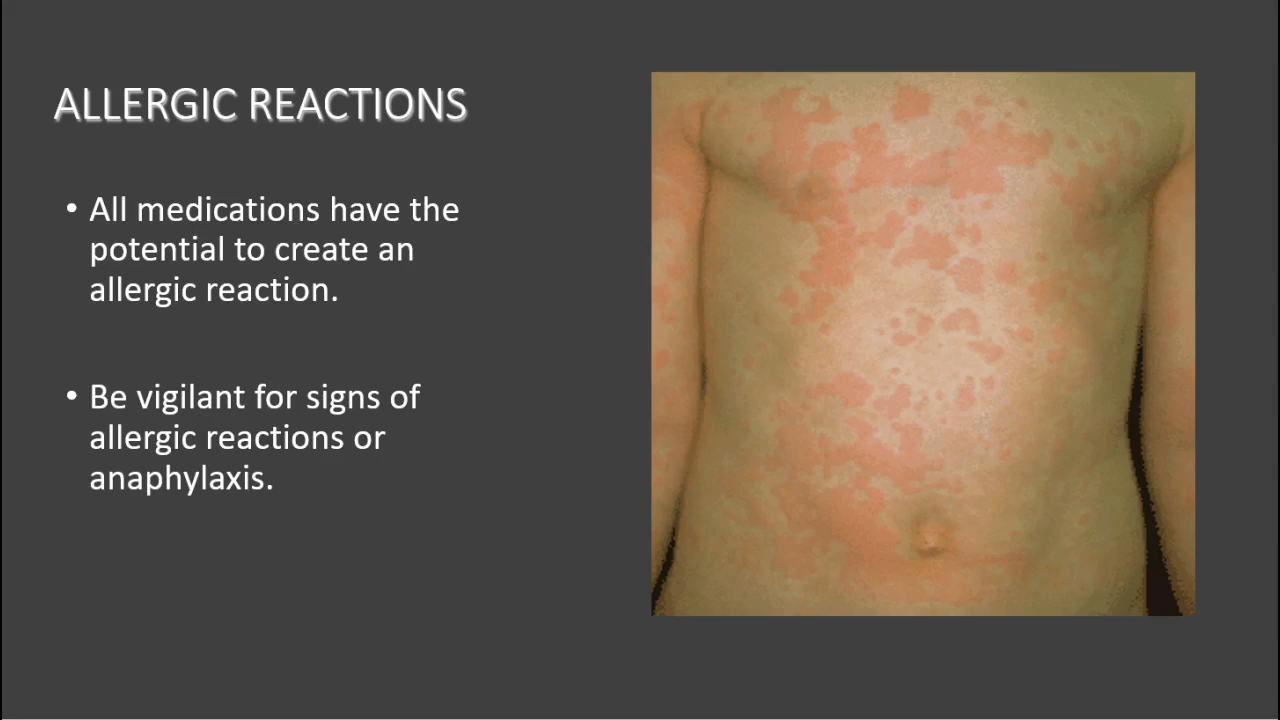 ALLERGIC REACTIONS
• All medications have the
potential to create an
allergic reaction.
• Be vigilant for signs of
allergic reactions or
anaphylaxis.